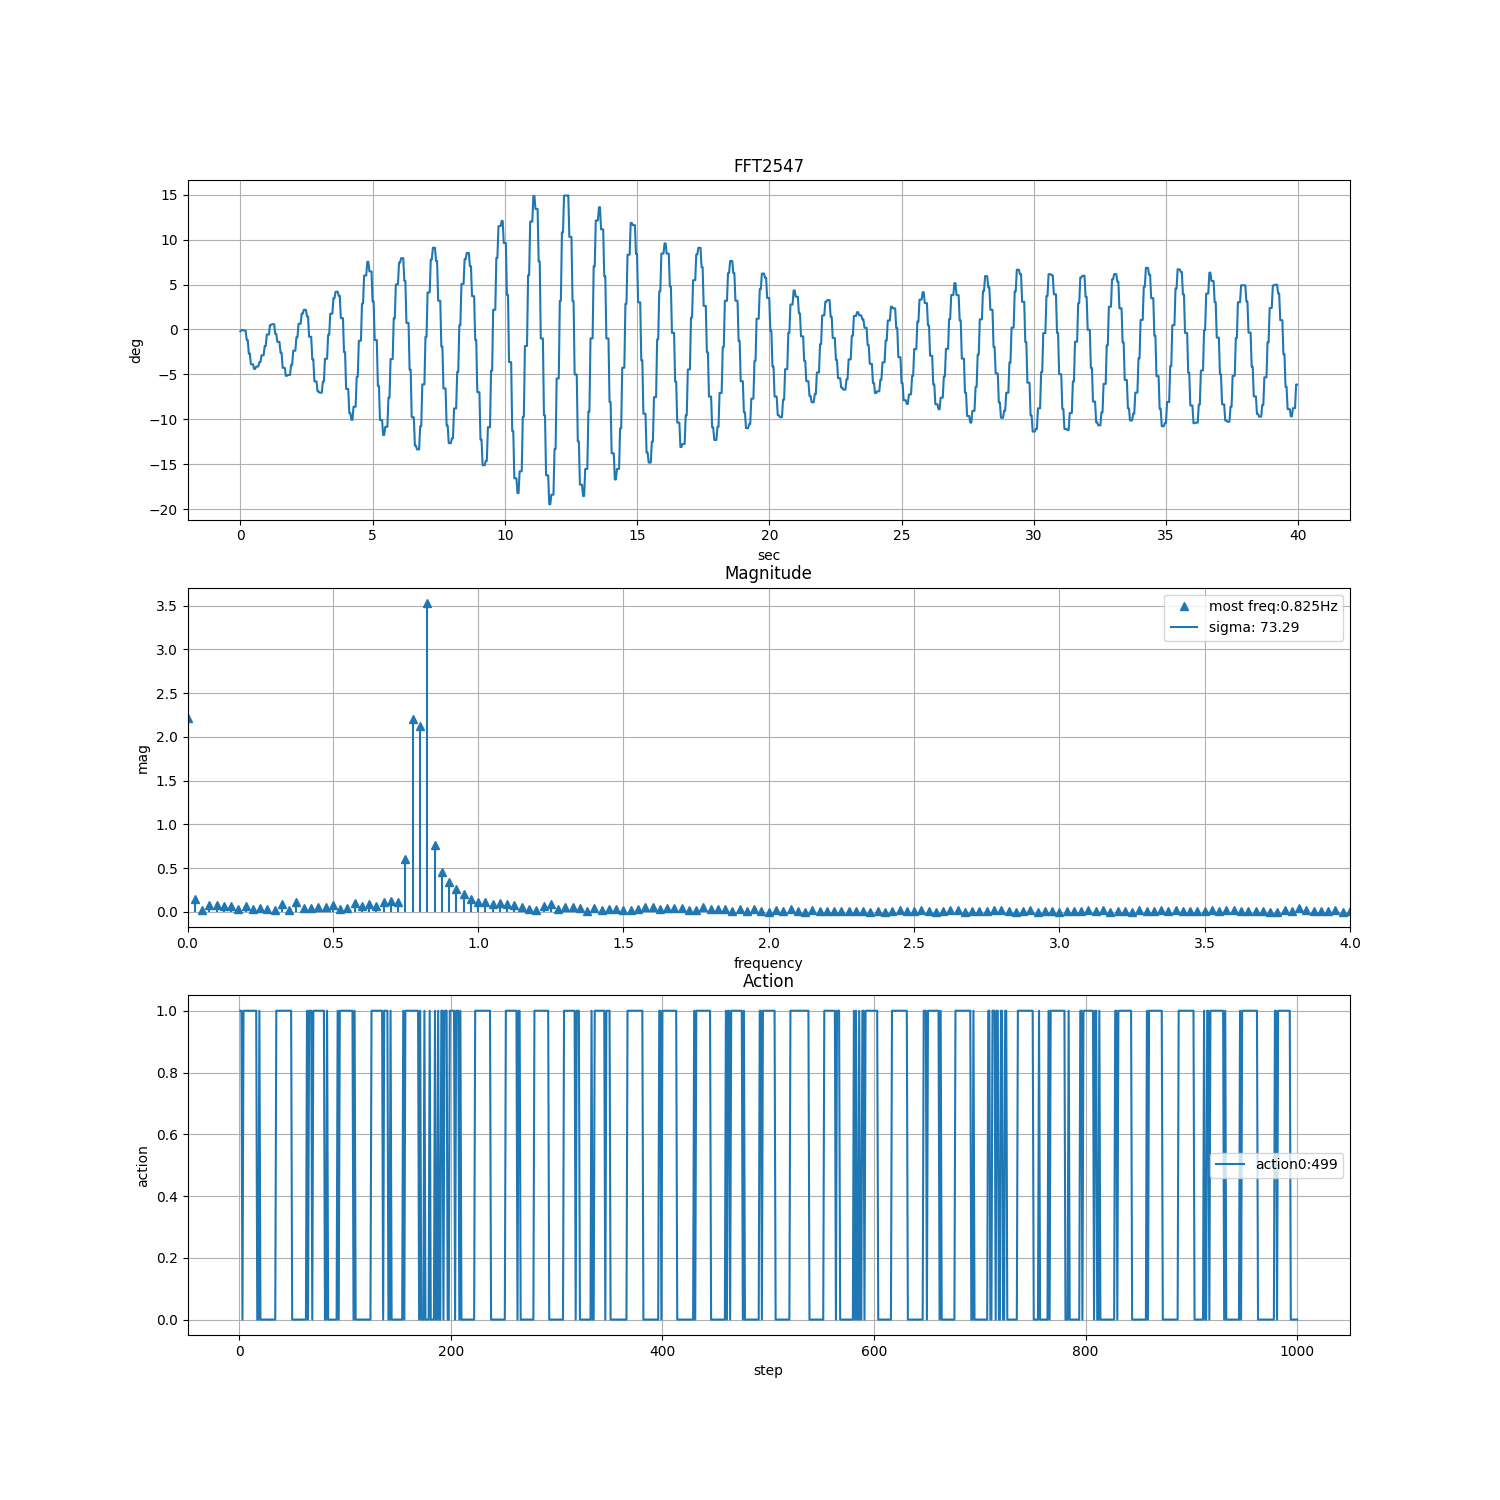 FFT2547
15
10
5
0
−5
−10
−15
−20
deg
0 5 10 15 20 25 30 35 40
sec
Magnitude
3.5
3.0
2.5
2.0
1.5
1.0
0.5
0.0
mag
most freq:0.825Hz
sigma: 73.29
0.0 0.5 1.0 1.5 2.0 2.5 3.0 3.5 4.0
frequency
Action
1.0
0.8
0.6
0.4
0.2
0.0
action
action0:499
0 200 400 600 800 1000
step